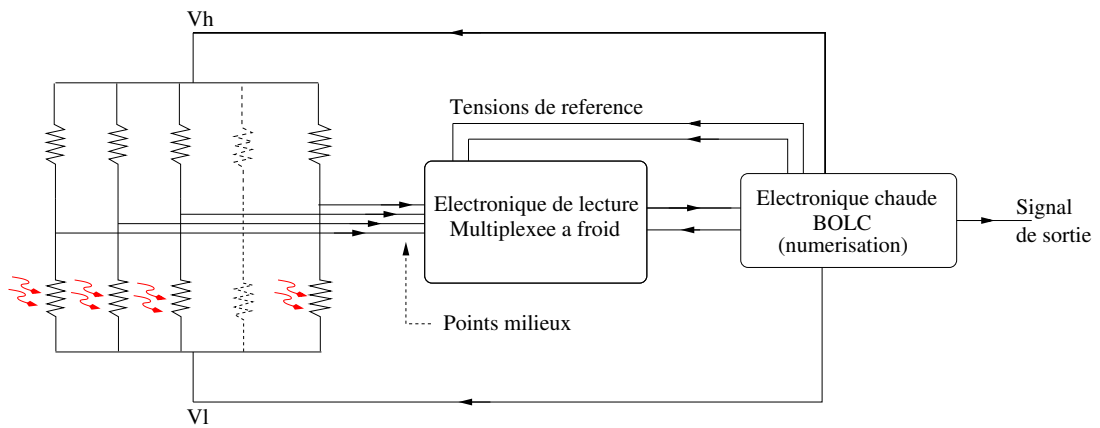 Vh
Tensions de reference
Electronique de lecture
Multiplexee a froid
Electronique chaude
BOLC
(numerisation)
Signal
de sortie
Points milieux
Vl